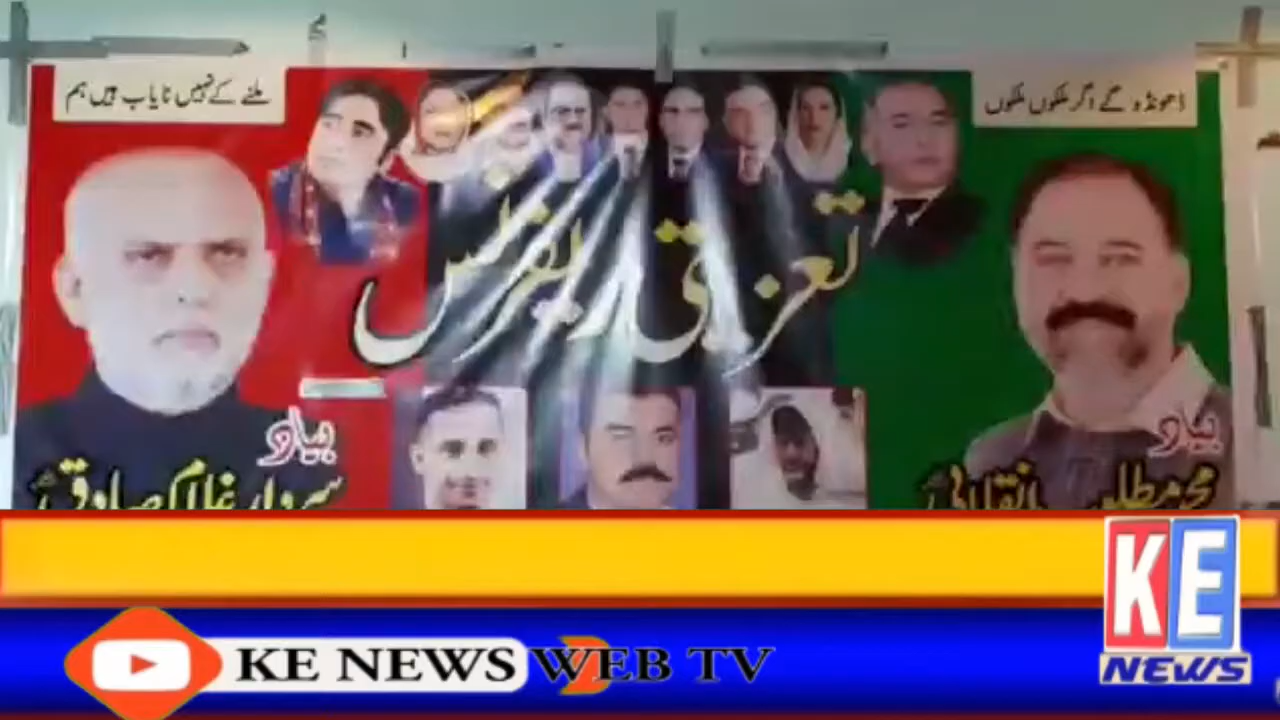 ڈھونڈو گے اگر ملکوں ملکوں
ملنے کے نہیں نایاب ہیں ہم
تعزیتی ریفرنس
بیاد
سردار غلام صادق
بیاد
محمد مطلوب انقلابی
KE
NEWS
KE NEWS WEB TV